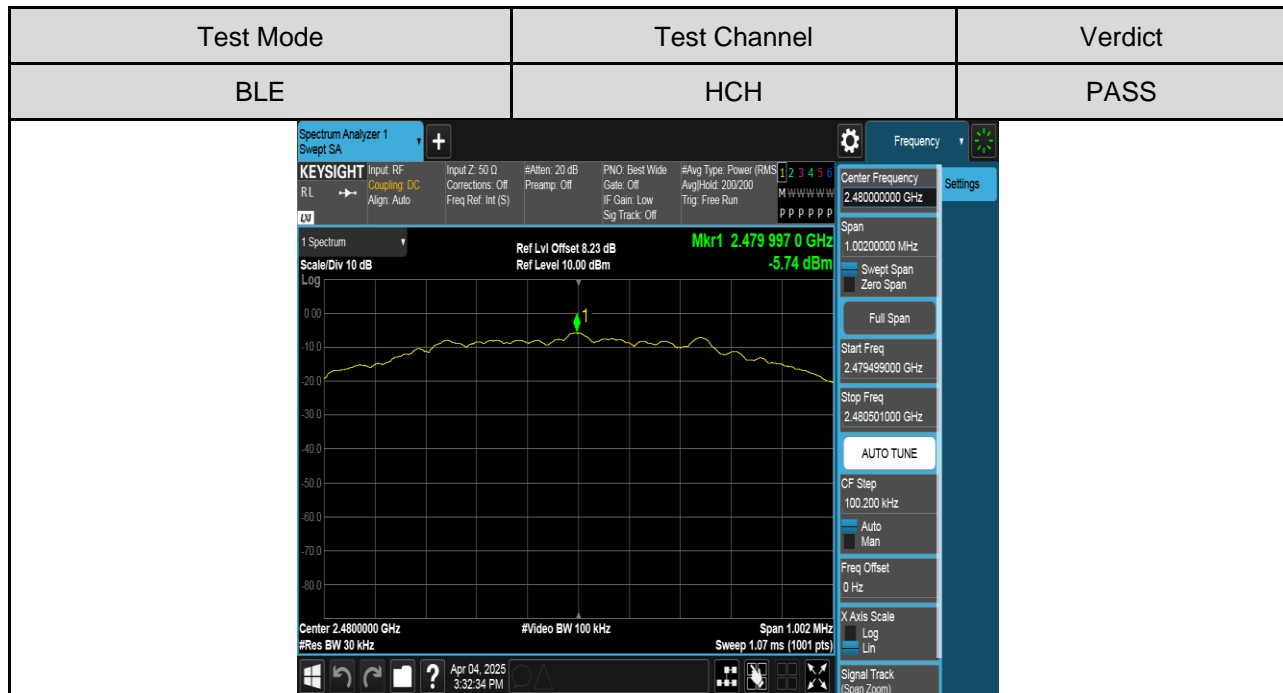 Test Mode Test Channel Verdict
BLE HCH PASS
Spectrum Analyzer 1
Swept SA
+
Frequency
KEYSIGHT
R L
LXI
Input: RF
Coupling: DC
Align: Auto
Input Z: 50 Ω
Corrections: Off
Freq Ref: Int (S)
#Atten: 20 dB
Preamp: Off
PNO: Best Wide
Gate: Off
IF Gain: Low
Sig Track: Off
#Avg Type: Power (RMS
Avg|Hold: 200/200
Trig: Free Run
1 2 3 4 5 6
M W W W W W
P P P P P P
1 Spectrum
Scale/Div 10 dB
Log
Ref Lvl Offset 8.23 dB
Ref Level 10.00 dBm
Mkr1 2.479 997 0 GHz
-5.74 dBm
1
0.00
-10.0
-20.0
-30.0
-40.0
-50.0
-60.0
-70.0
-80.0
Center 2.4800000 GHz #Video BW 100 kHz Span 1.002 MHz
#Res BW 30 kHz Sweep 1.07 ms (1001 pts)
?
Apr 04, 2025
3:32:34 PM
Center Frequency
2.480000000 GHz
Settings
Span
1.00200000 MHz
Swept Span
Zero Span
Full Span
Start Freq
2.479499000 GHz
Stop Freq
2.480501000 GHz
AUTO TUNE
CF Step
100.200 kHz
Auto
Man
Freq Offset
0 Hz
X Axis Scale
Log
Lin
Signal Track
(Span Zoom)